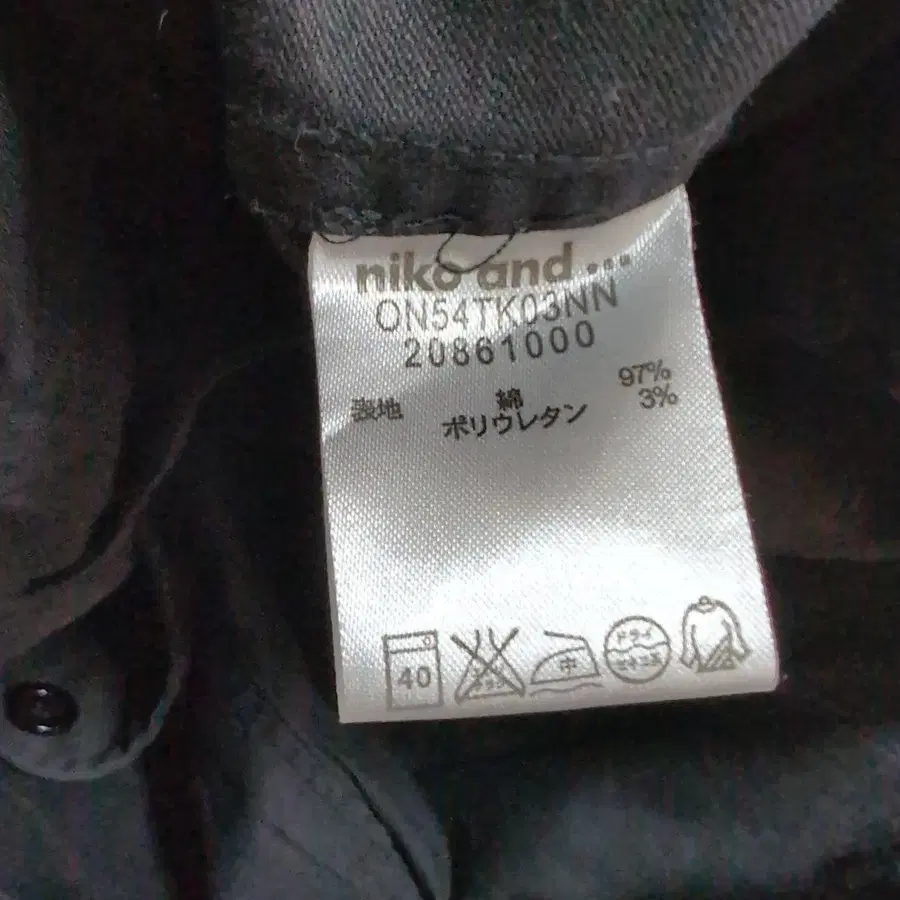 niko and ...
ON54TK03NN
20861000
表地 綿 97%
ポリウレタン 3%
40 中 ドライ